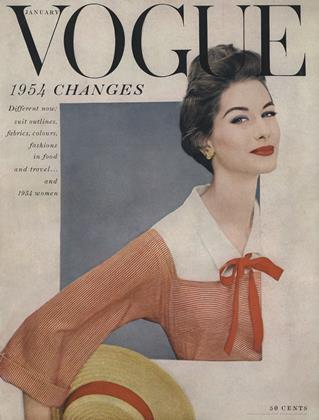 JANUARY
VOGUE
1954 CHANGES
Different now:
suit outlines,
fabrics, colours,
fashions
in food
and travel...
and
1954 women
50 CENTS